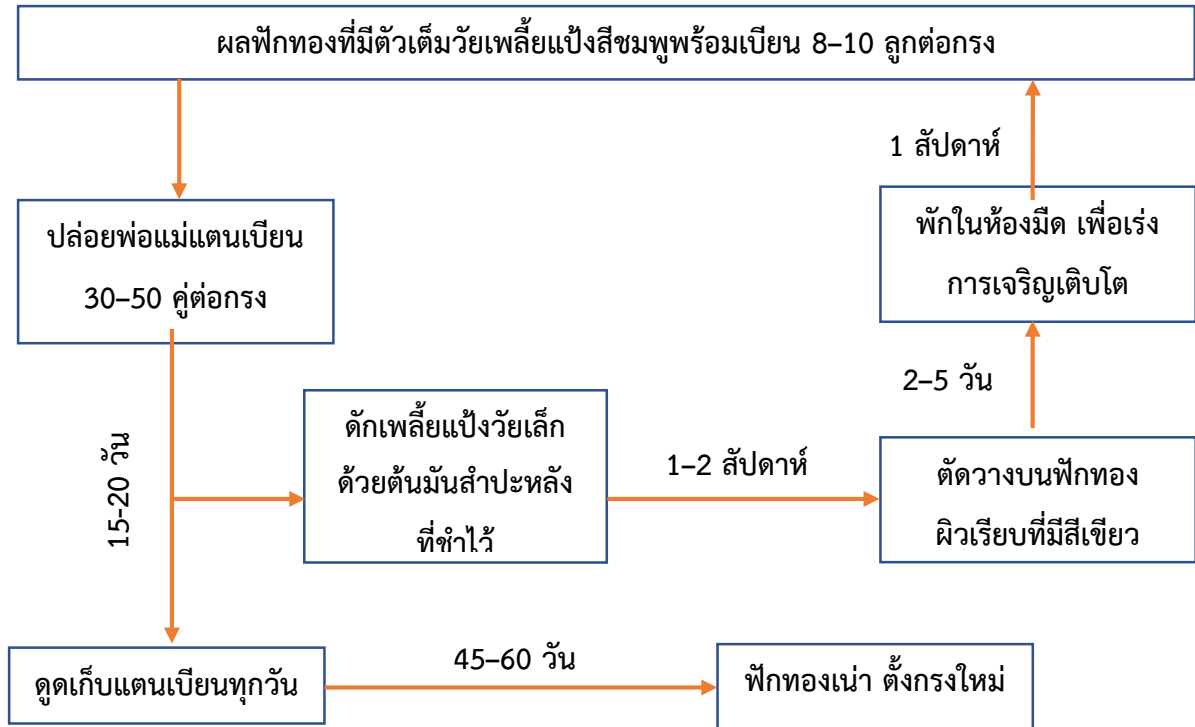 ผลฟักทองที่มีตัวเต็มวัยเพลี้ยแป้งสีชมพูพร้อมเบียน 8–10 ลูกต่อกรง
1 สัปดาห์
ปล่อยพ่อแม่แตนเบียน
30–50 คู่ต่อกรง
พักในห้องมืด เพื่อเร่ง
การเจริญเติบโต
2–5 วัน
15-20 วัน
ดักเพลี้ยแป้งวัยเล็ก
ด้วยต้นมันสำปะหลัง
ที่ชำไว้
1–2 สัปดาห์
ตัดวางบนฟักทอง
ผิวเรียบที่มีสีเขียว
ดูดเก็บแตนเบียนทุกวัน
45–60 วัน
ฟักทองเน่า ตั้งกรงใหม่